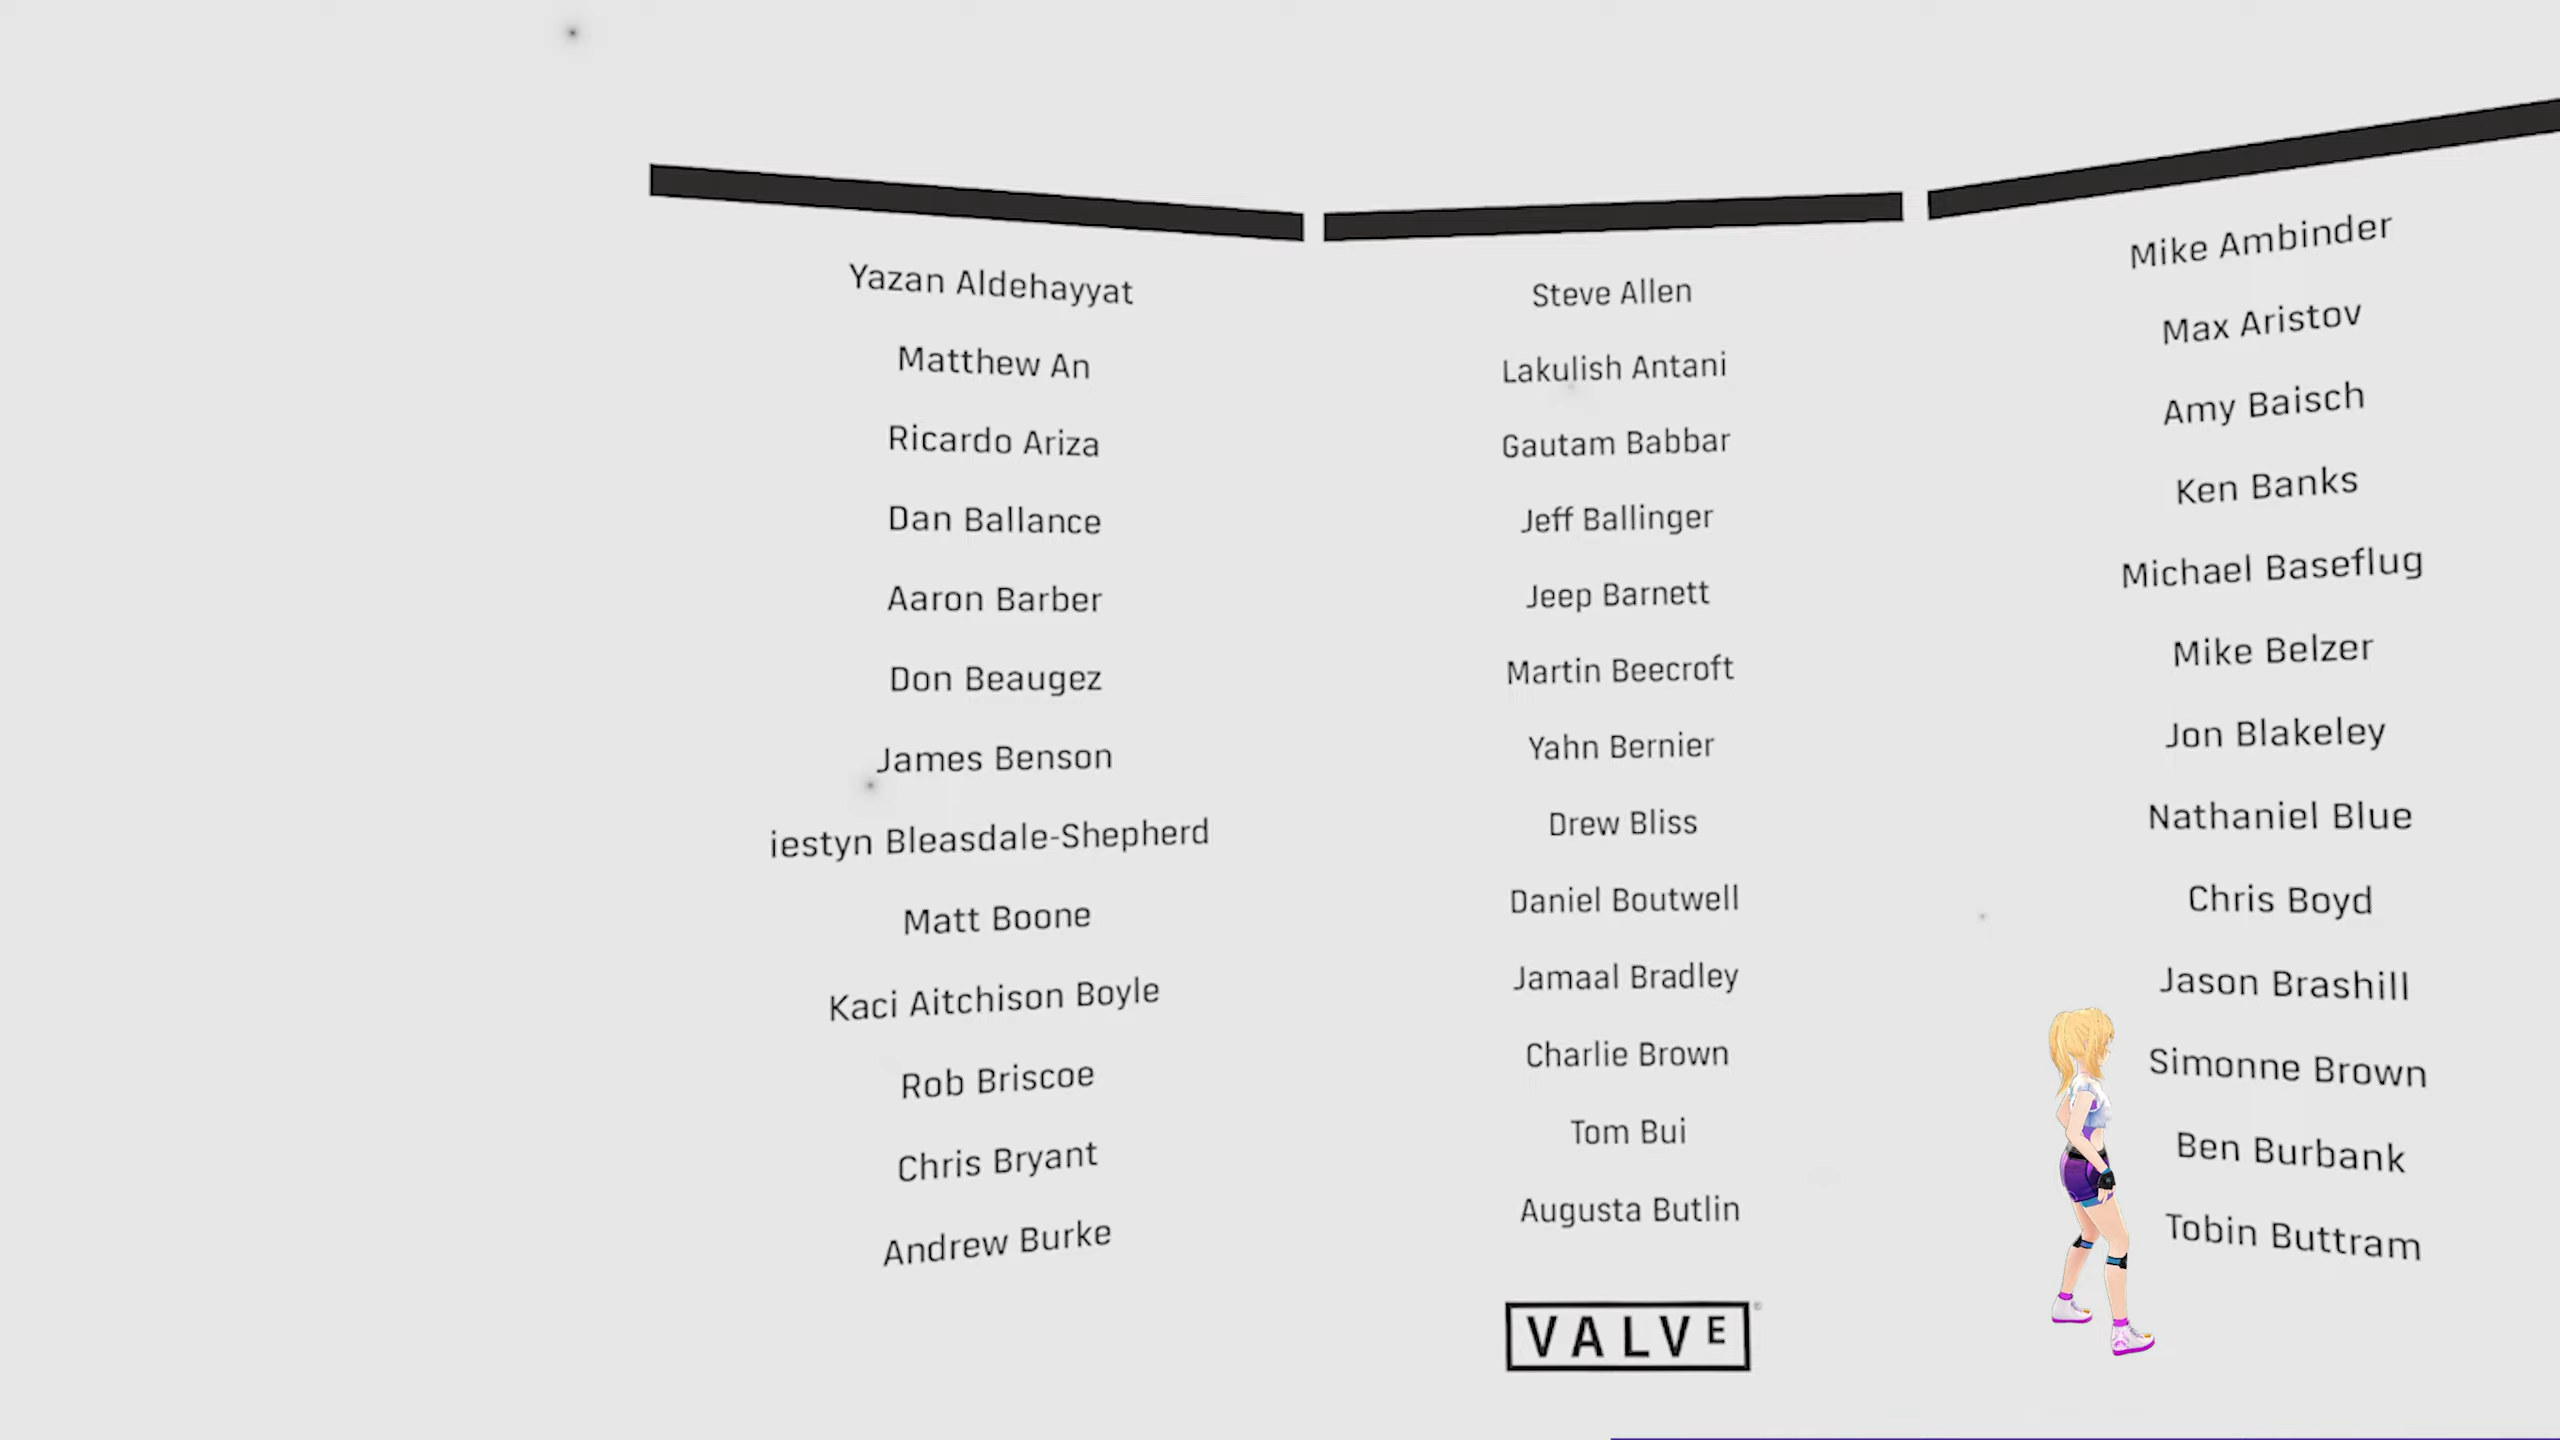 Yazan Aldehayyat
Matthew An
Ricardo Ariza
Dan Ballance
Aaron Barber
Don Beaugez
James Benson
iestyn Bleasdale-Shepherd
Matt Boone
Kaci Aitchison Boyle
Rob Briscoe
Chris Bryant
Andrew Burke
Steve Allen
Lakulish Antani
Gautam Babbar
Jeff Ballinger
Jeep Barnett
Martin Beecroft
Yahn Bernier
Drew Bliss
Daniel Boutwell
Jamaal Bradley
Charlie Brown
Tom Bui
Augusta Butlin
VALVE
Mike Ambinder
Max Aristov
Amy Baisch
Ken Banks
Michael Baseflug
Mike Belzer
Jon Blakeley
Nathaniel Blue
Chris Boyd
Jason Brashill
Simonne Brown
Ben Burbank
Tobin Buttram